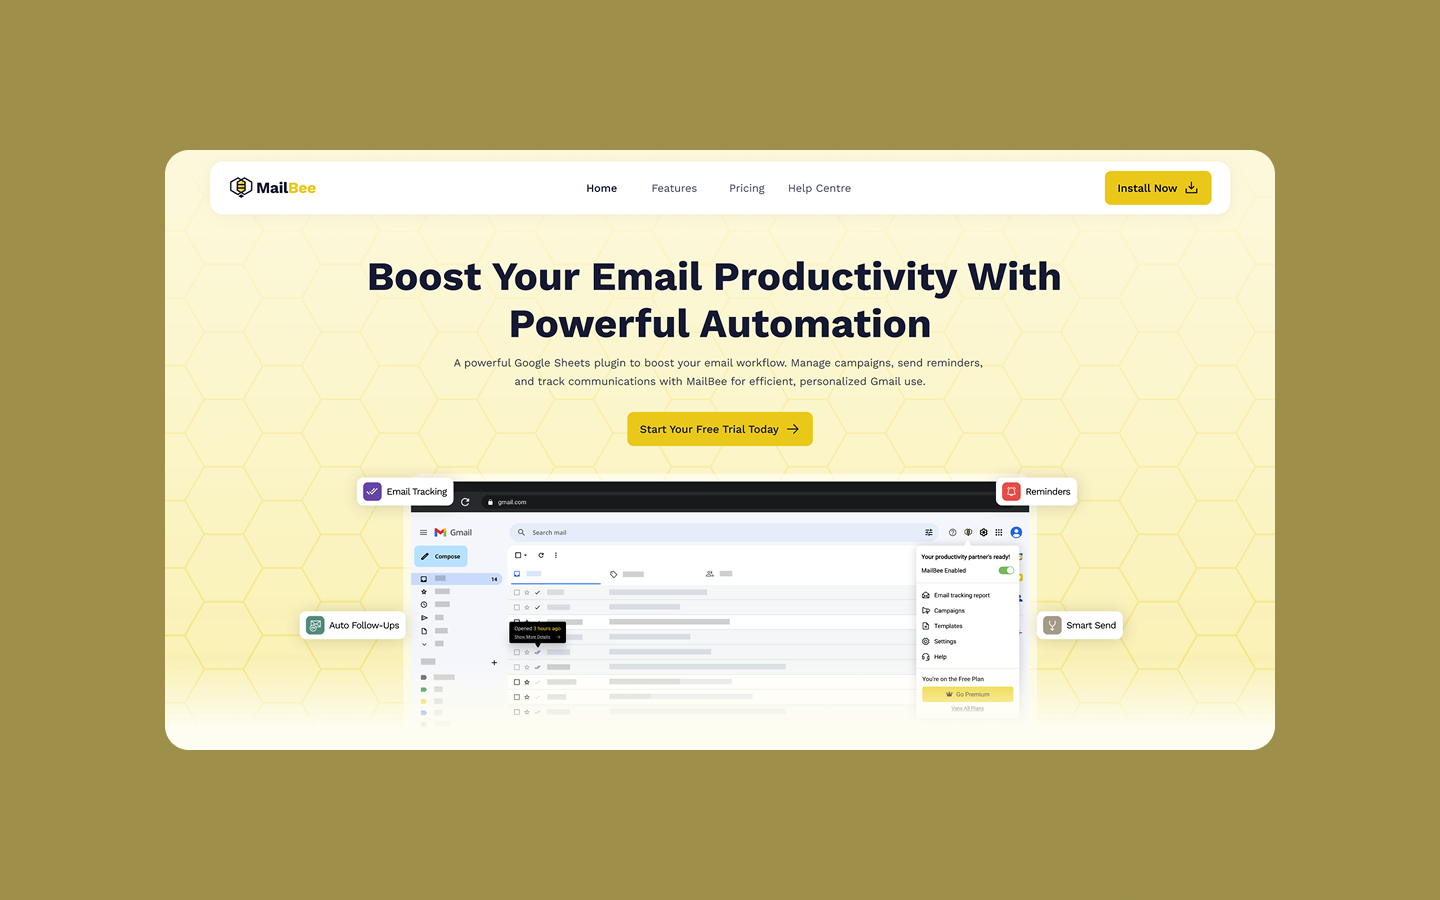 MailBee
Home Features Pricing Help Centre
Install Now
Boost Your Email Productivity With
Powerful Automation
A powerful Google Sheets plugin to boost your email workflow. Manage campaigns, send reminders,
and track communications with MailBee for efficient, personalized Gmail use.
Start Your Free Trial Today
Email Tracking
Reminders
gmail.com
Gmail
Search mail
Compose
14
Your productivity partner's ready!
MailBee Enabled
Email tracking report
Campaigns
Templates
Settings
Help
Auto Follow-Ups
Smart Send
Opened 3 hours ago
Show More Details
You're on the Free Plan
Go Premium
View All Plans